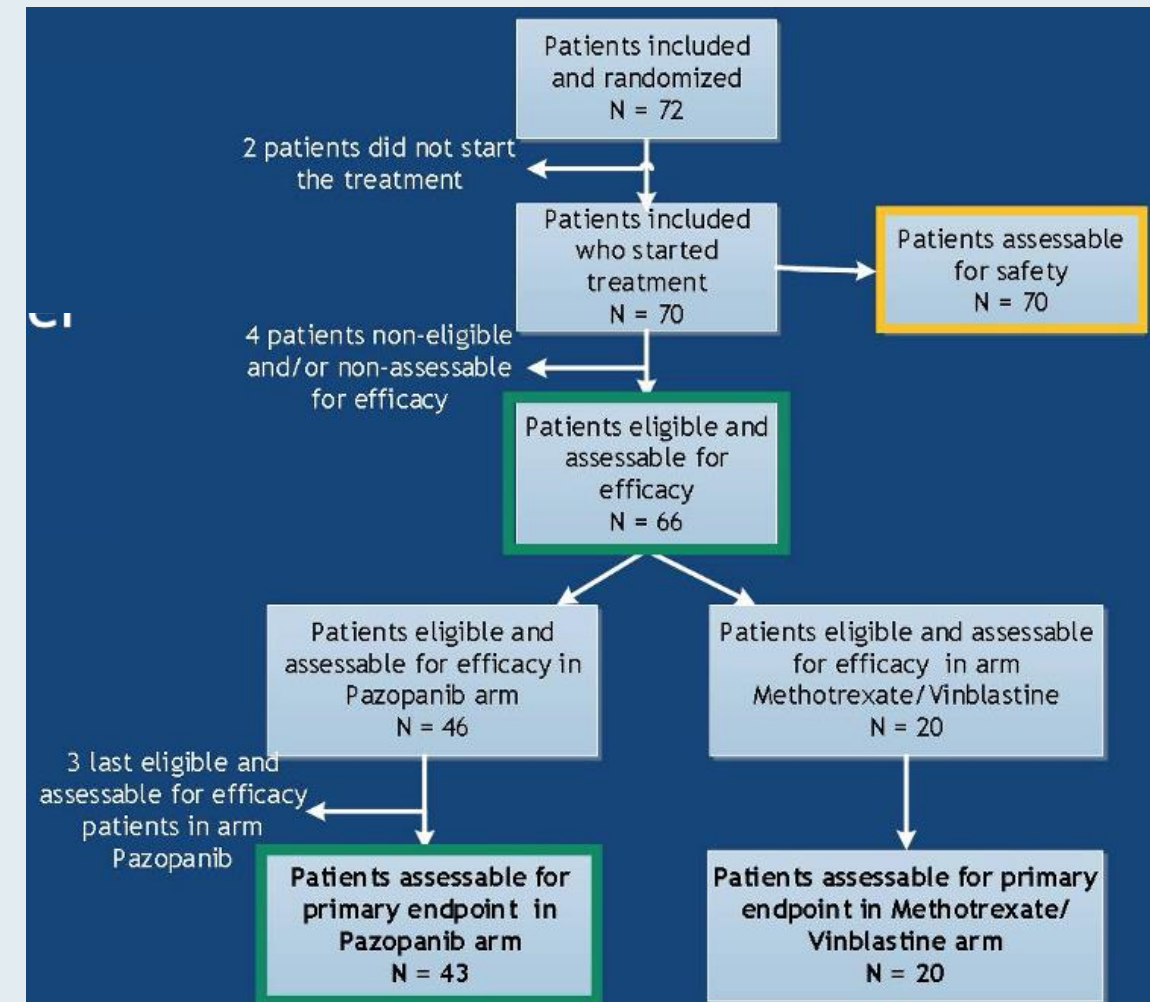 Patients included
and randomized
N = 72
2 patients did not start
the treatment
Patients included
who started
treatment
N = 70
Patients assessable
for safety
N = 70
4 patients non-eligible
and/or non-assessable
for efficacy
Patients eligible and
assessable for
efficacy
N = 66
Patients eligible and
assessable for efficacy in
Pazopanib arm
N = 46
Patients eligible and assessable
for efficacy in arm
Methotrexate/Vinblastine
N = 20
3 last eligible and
assessable for efficacy
patients in arm
Pazopanib
Patients assessable for
primary endpoint in
Pazopanib arm
N = 43
Patients assessable for primary
endpoint in Methotrexate/
Vinblastine arm
N = 20